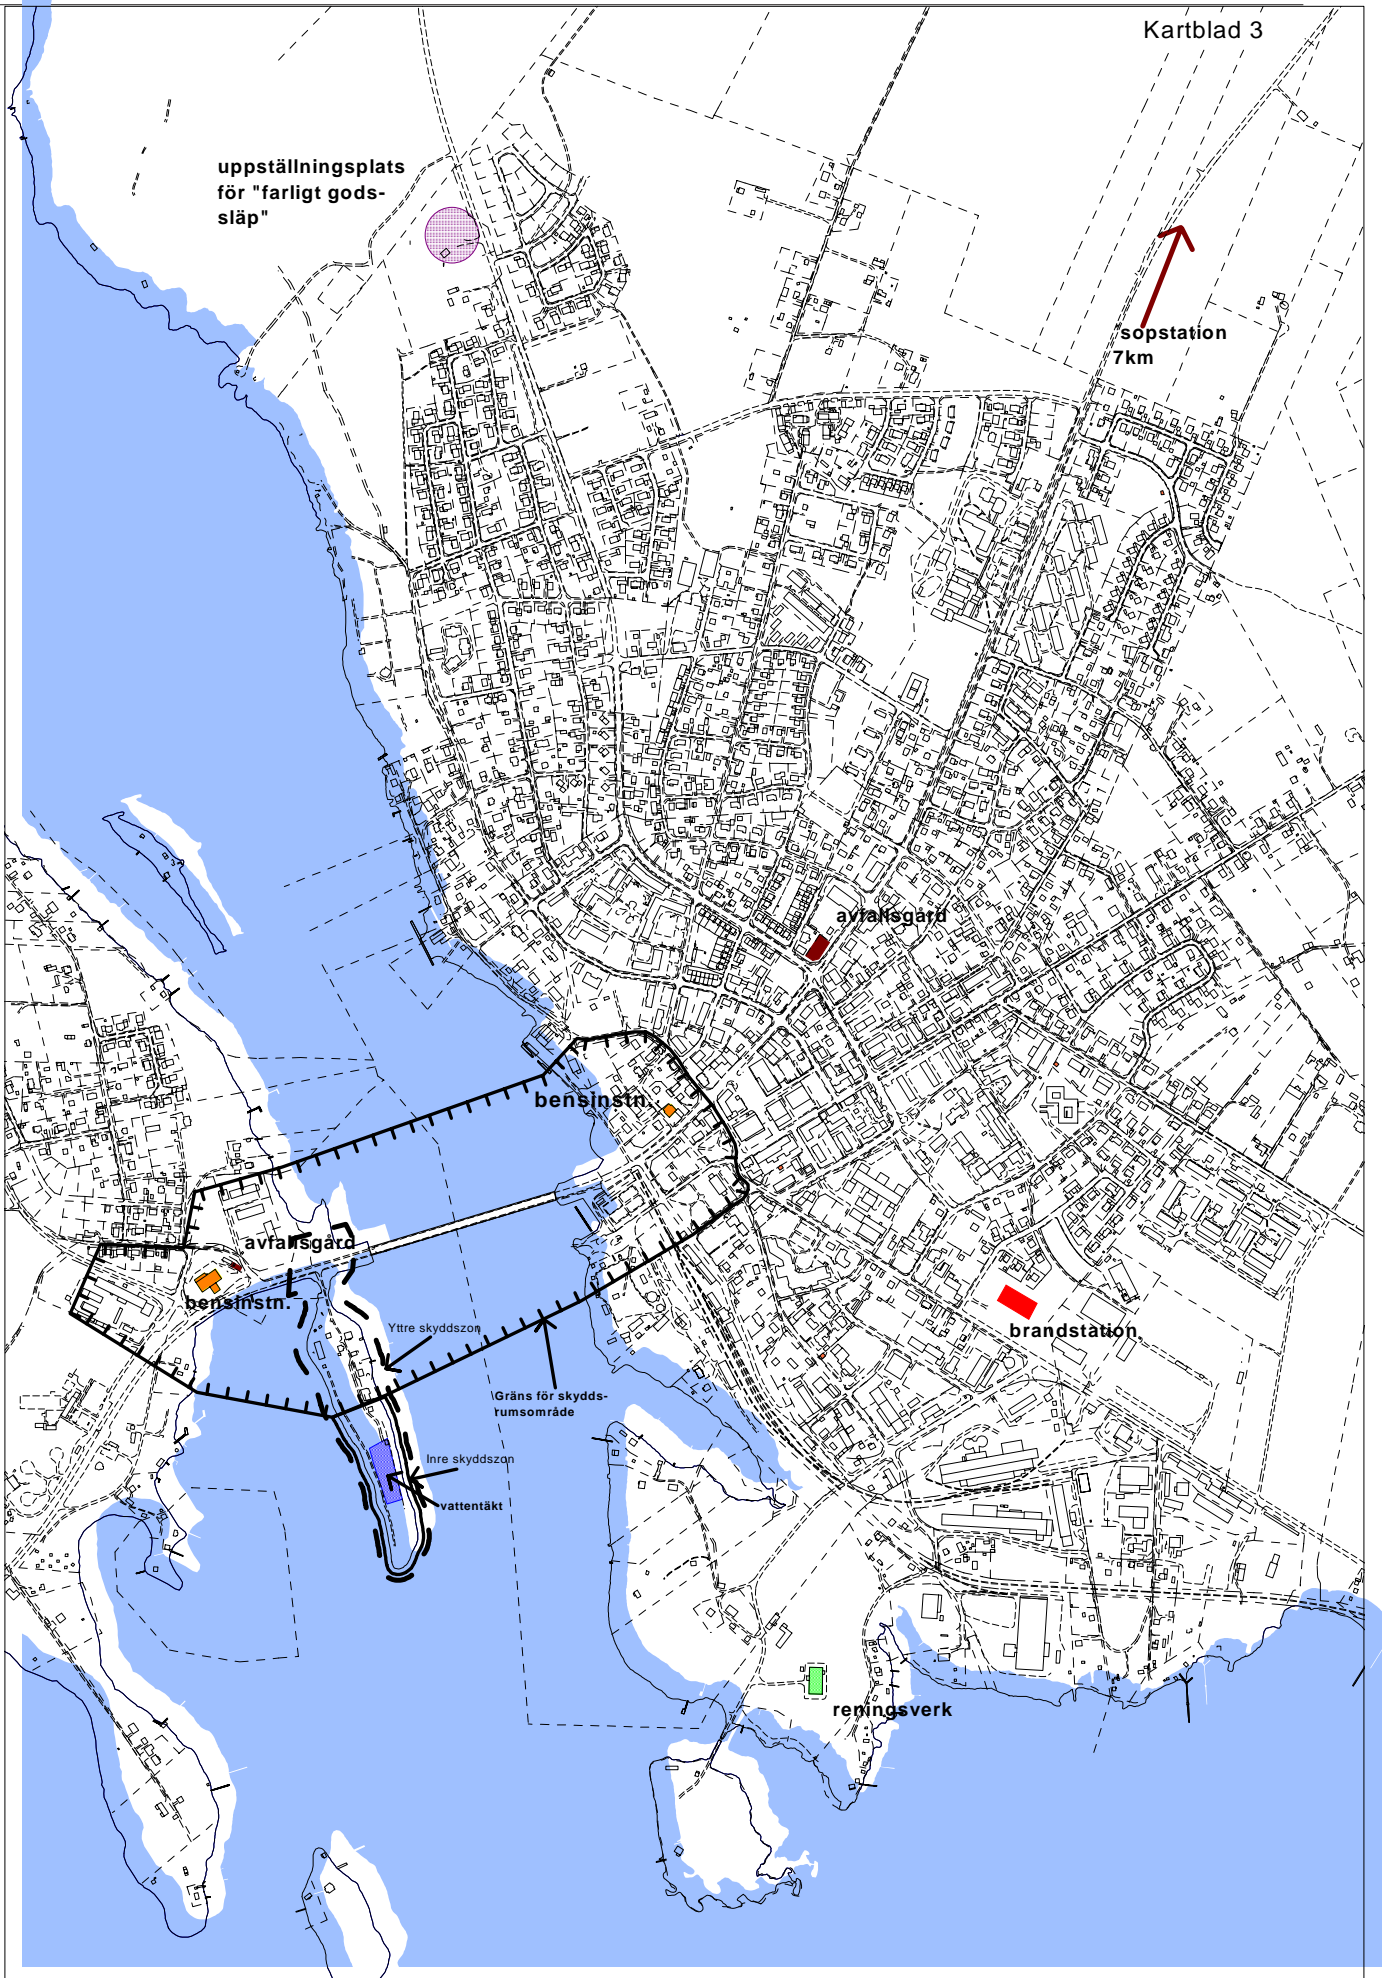 Kartblad 3
uppställningsplats
för "farligt gods-
släp"
sopstation
7km
avfallsgård
bensinstn.
avfallsgård
bensinstn.
Yttre skyddszon
brandstation
Gräns för skydds-
rumsområde
Inre skyddszon
vattentäkt
reningsverk